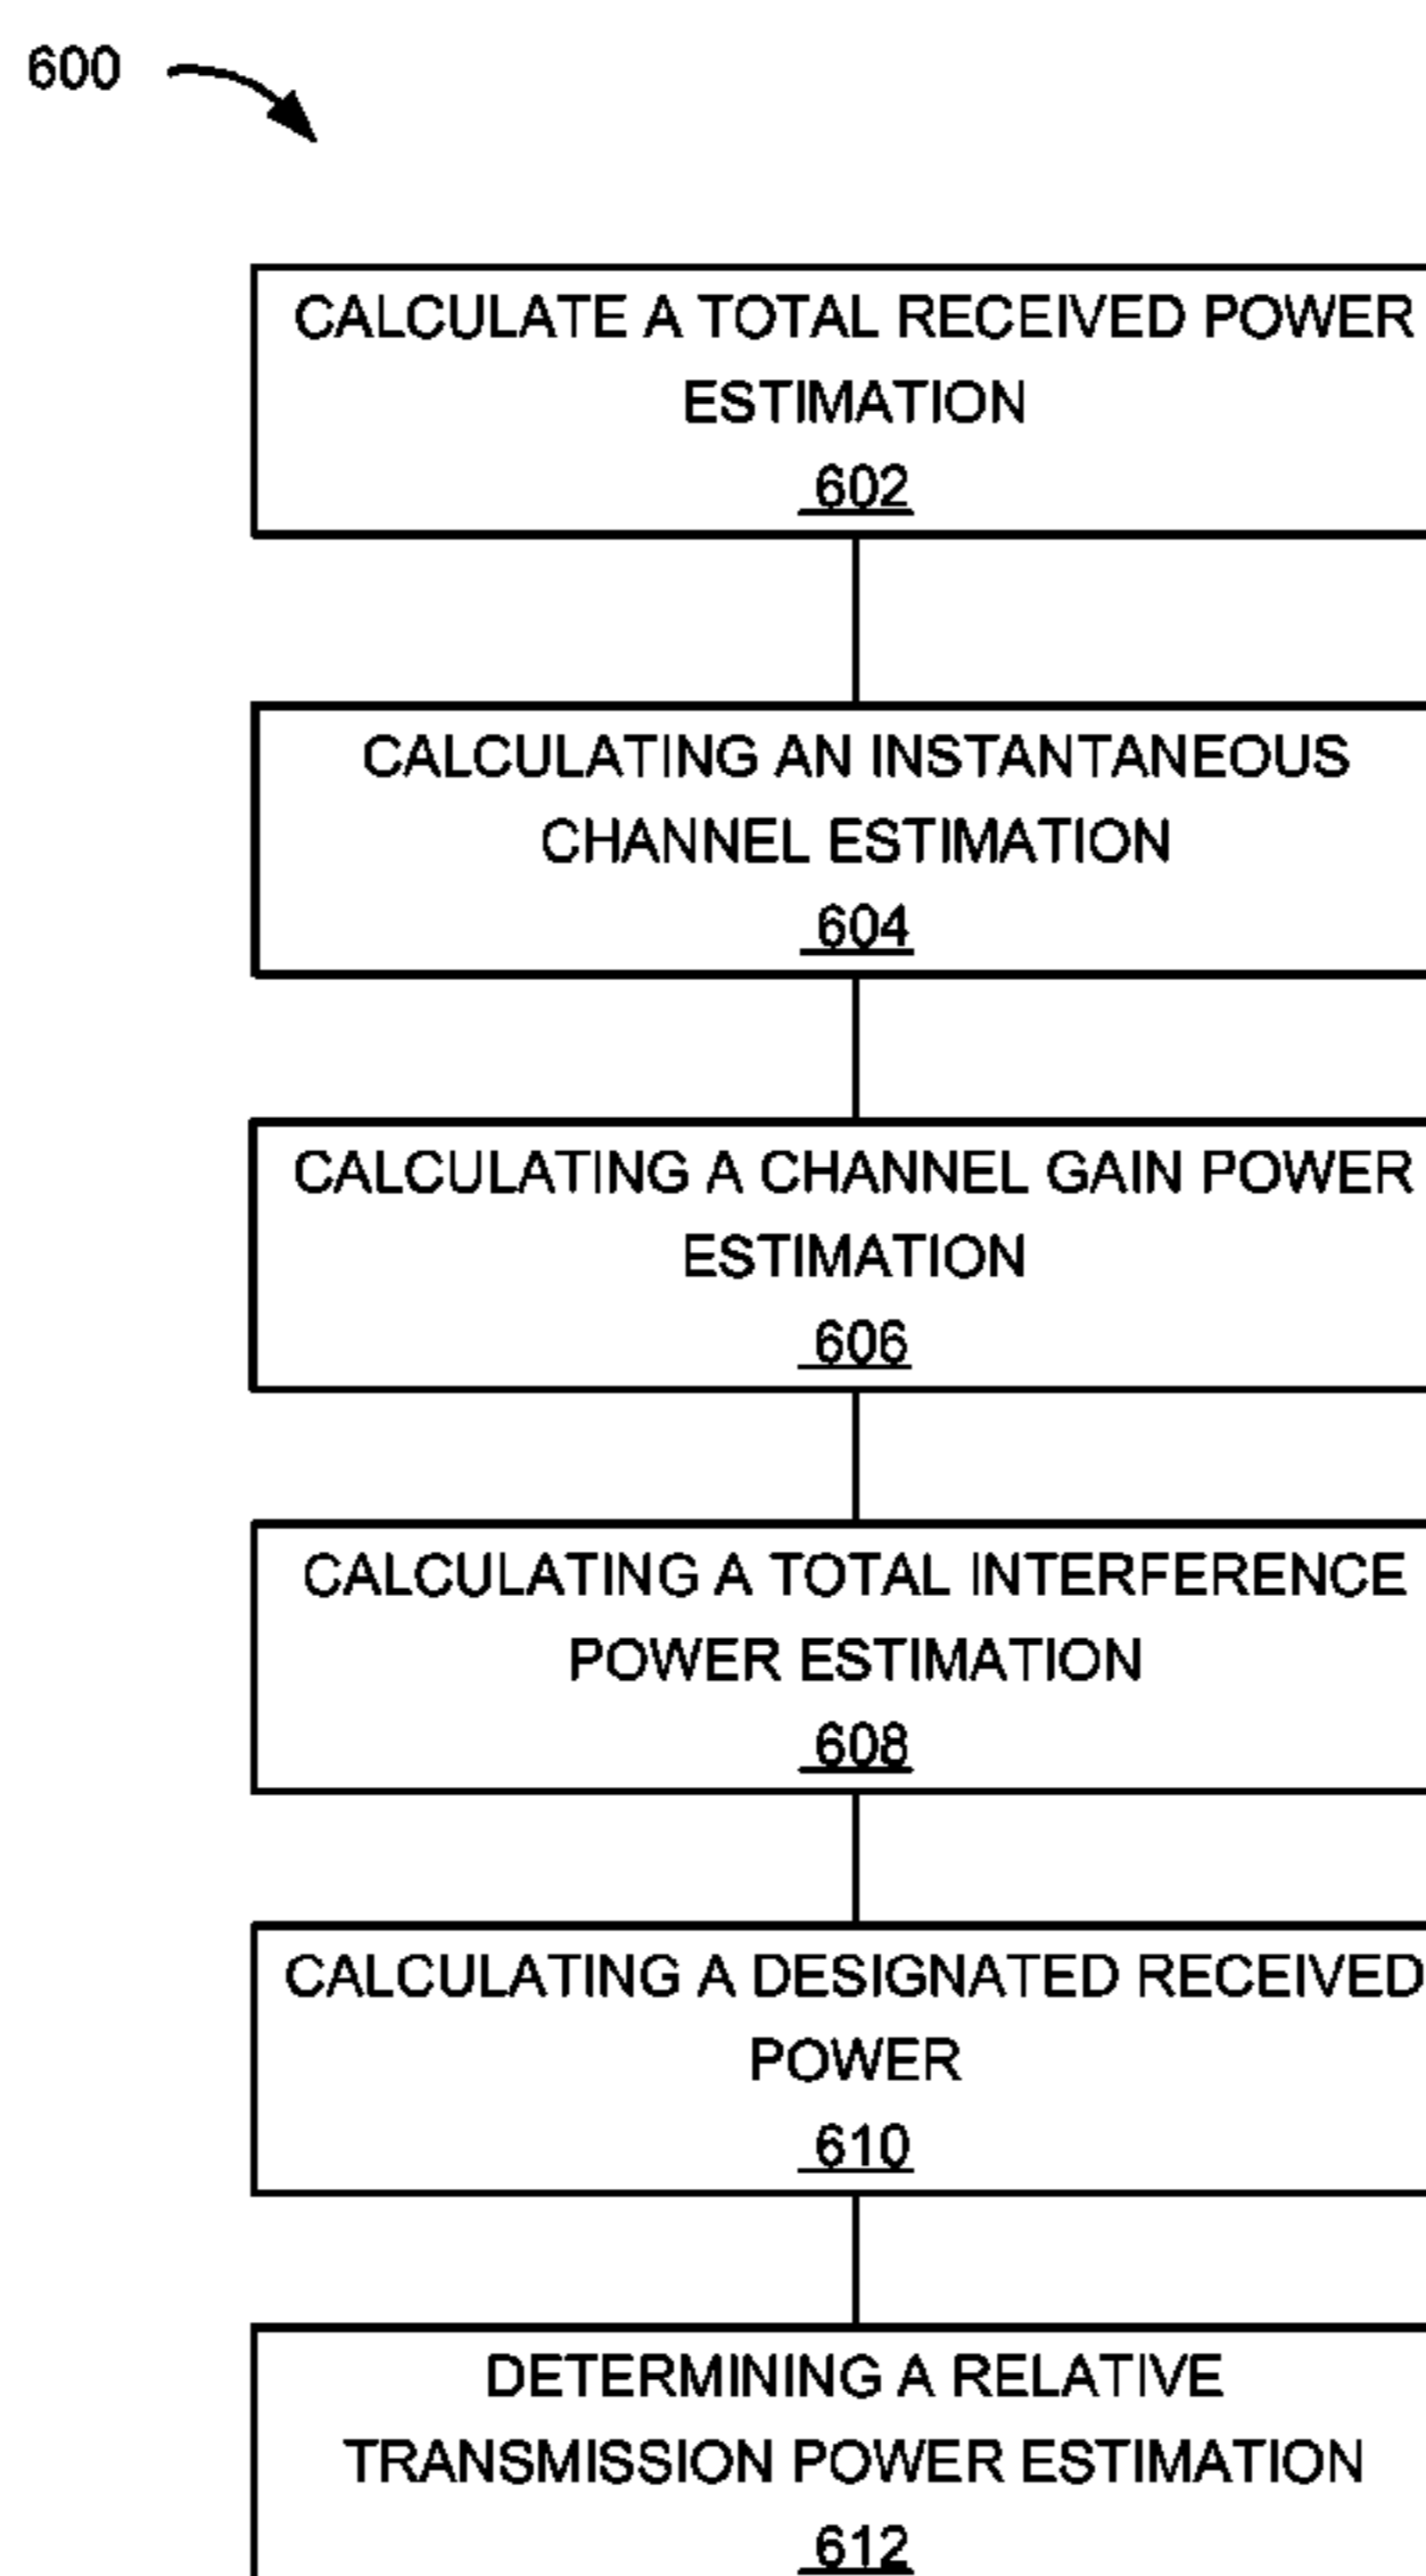 600
CALCULATE A TOTAL RECEIVED POWER
ESTIMATION
602
CALCULATING AN INSTANTANEOUS
CHANNEL ESTIMATION
604
CALCULATING A CHANNEL GAIN POWER
ESTIMATION
606
CALCULATING A TOTAL INTERFERENCE
POWER ESTIMATION
608
CALCULATING A DESIGNATED RECEIVED
POWER
610
DETERMINING A RELATIVE
TRANSMISSION POWER ESTIMATION
612